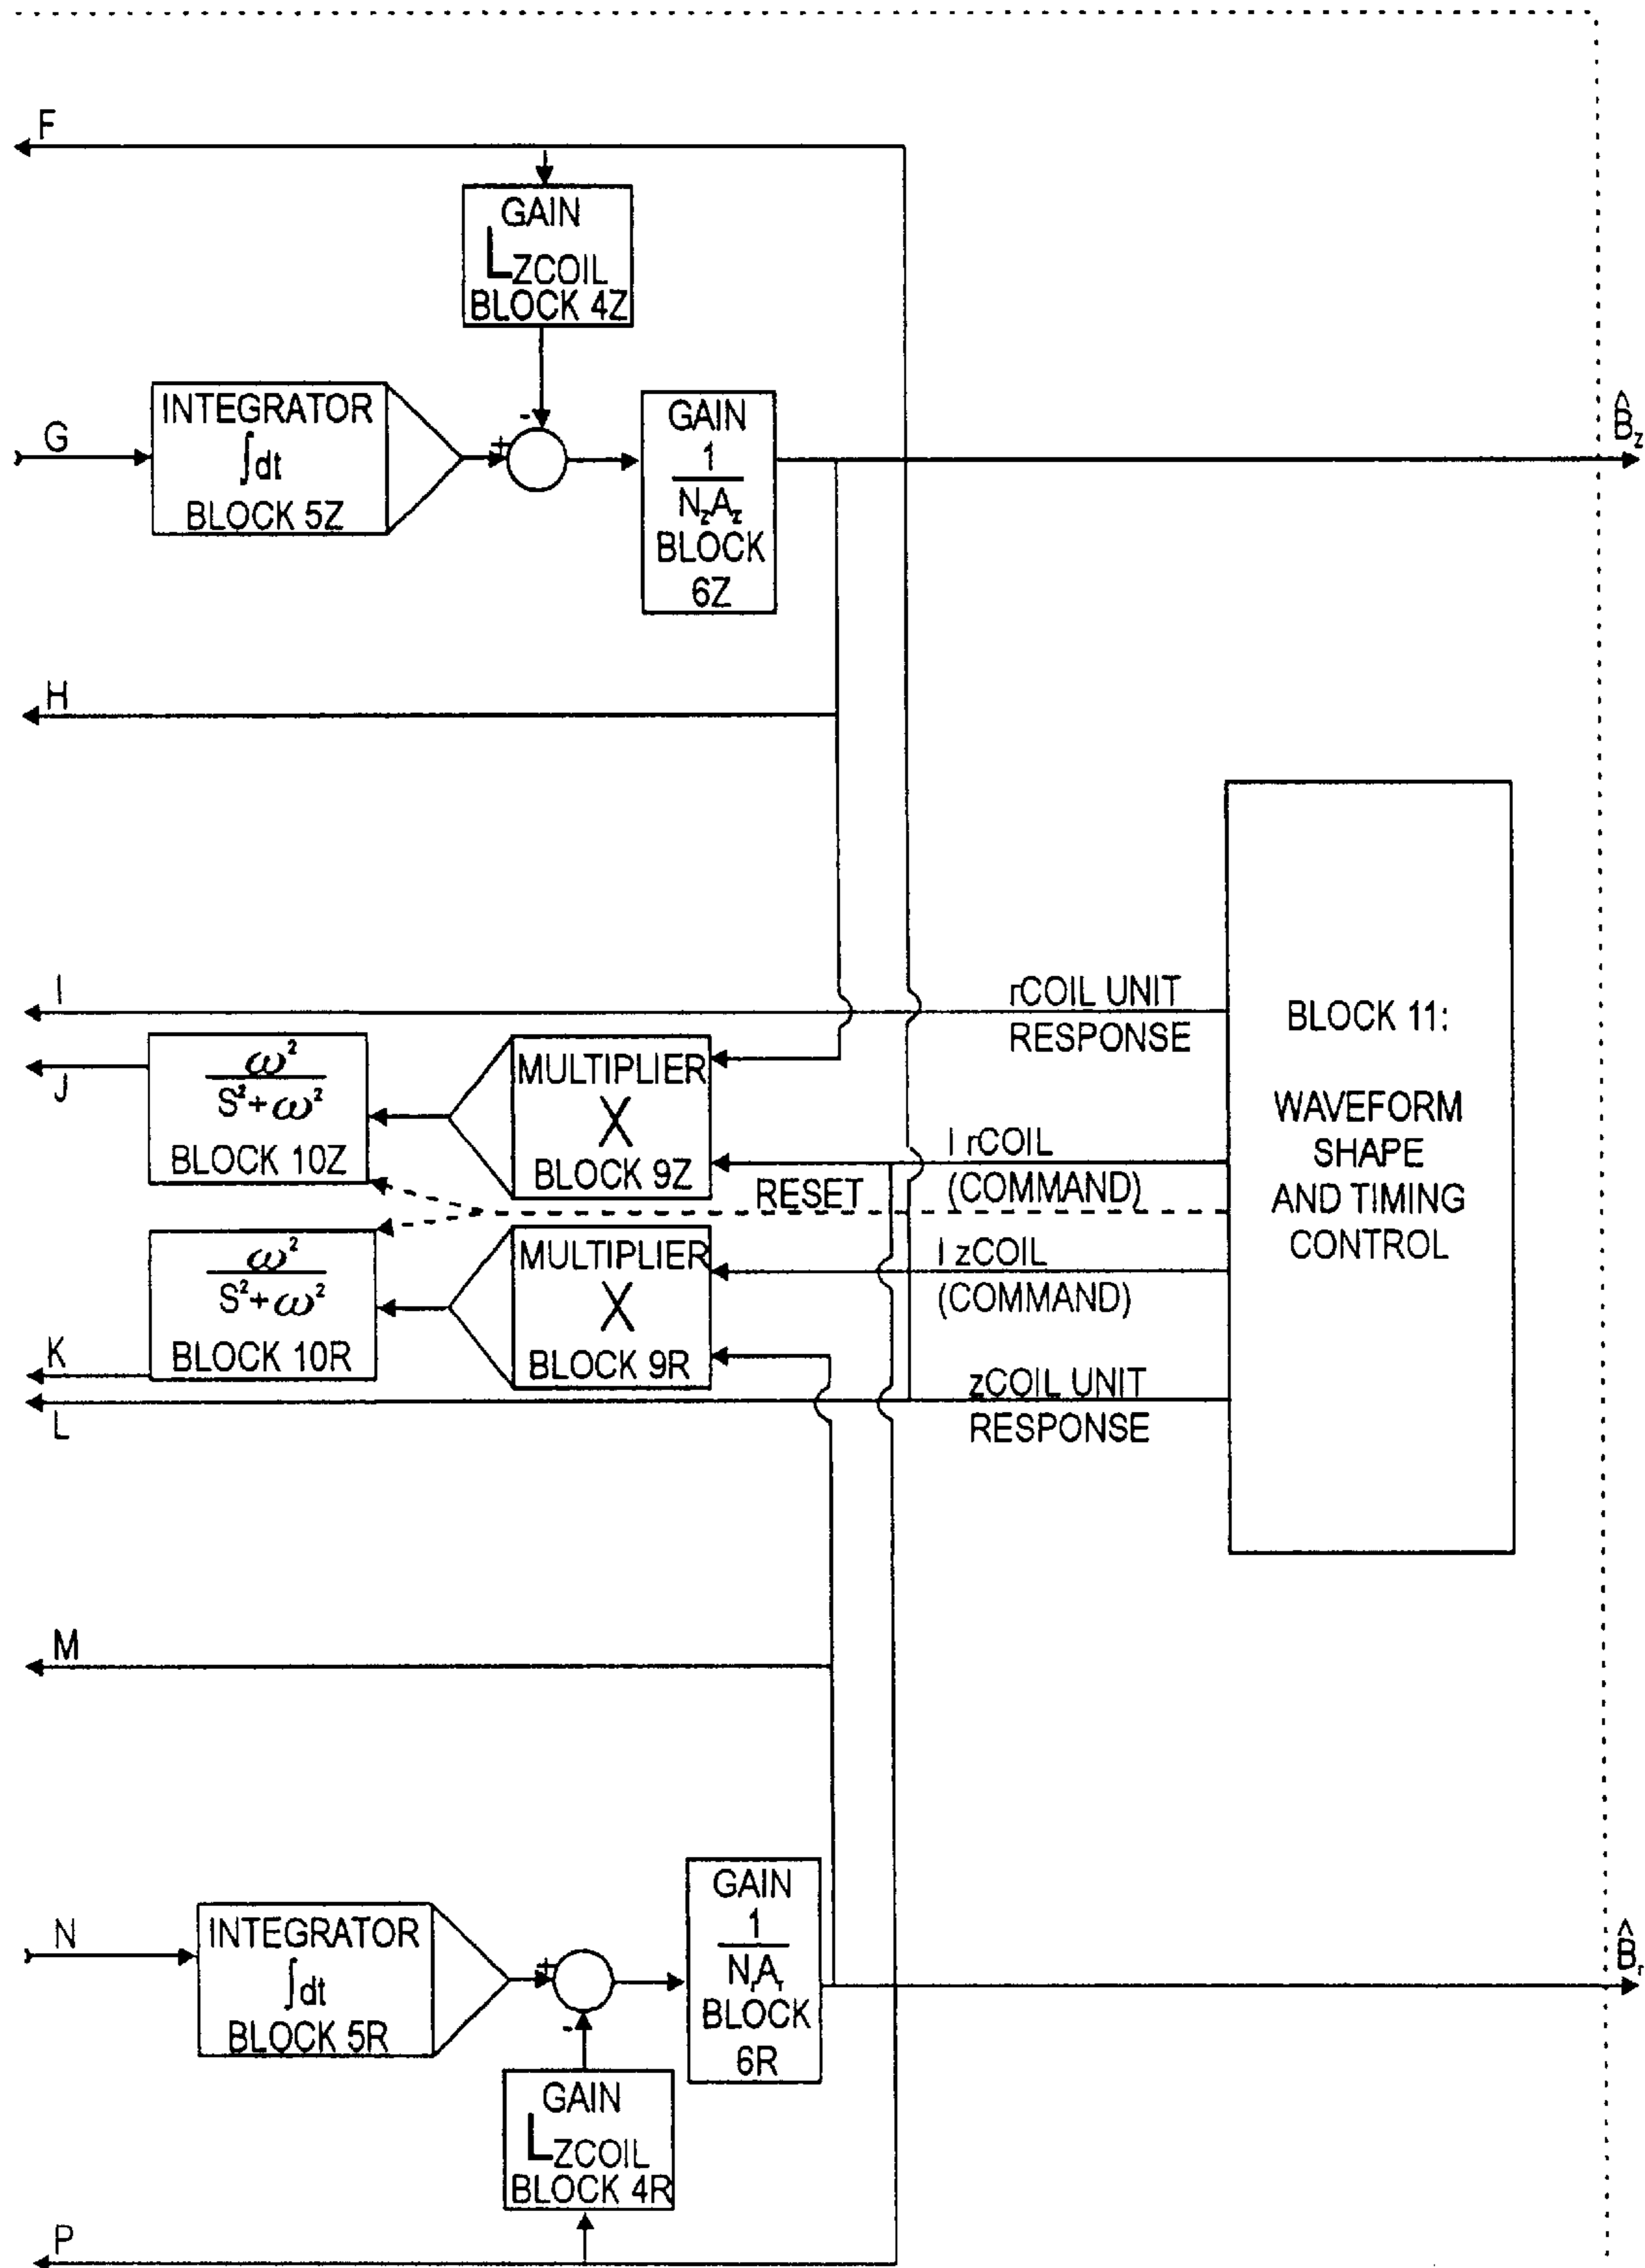 F
GAIN
LZCOIL
BLOCK 4Z
G
INTEGRATOR
∫dt
BLOCK 5Z
+
-
GAIN
1
NzAz
BLOCK
6Z
B̂z
H
I
rCOIL UNIT
RESPONSE
J
ω²
S²+ω²
BLOCK 10Z
MULTIPLIER
X
BLOCK 9Z
I rCOIL
(COMMAND)
RESET
BLOCK 11:
WAVEFORM
SHAPE
AND TIMING
CONTROL
ω²
S²+ω²
BLOCK 10R
MULTIPLIER
X
BLOCK 9R
I zCOIL
(COMMAND)
K
L
zCOIL UNIT
RESPONSE
M
N
INTEGRATOR
∫dt
BLOCK 5R
+
-
GAIN
1
NrAr
BLOCK
6R
B̂r
GAIN
LZCOIL
BLOCK 4R
P